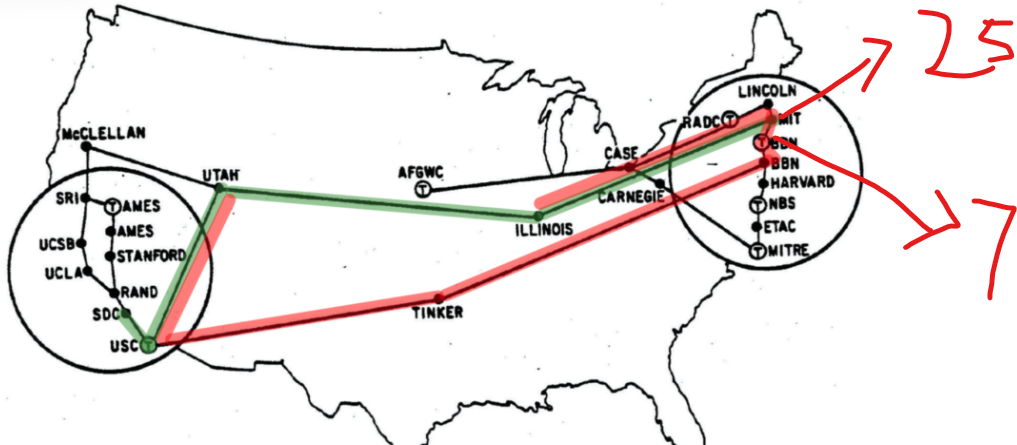 25
LINCOLN
RADC T
MIT
McCLELLAN
T BBN
CASE
BBN
AFGWC
UTAH
T
HARVARD
SRI
T AMES
CARNEGIE
T NBS
7
AMES
ILLINOIS
ETAC
UCSB
STANFORD
T MITRE
UCLA
RAND
SDC
TINKER
USC T